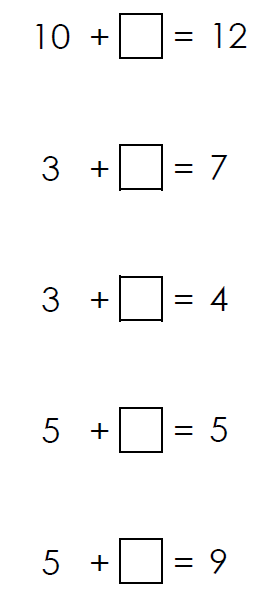 10 + □ = 12
3 + □ = 7
3 + □ = 4
5 + □ = 5
5 + □ = 9